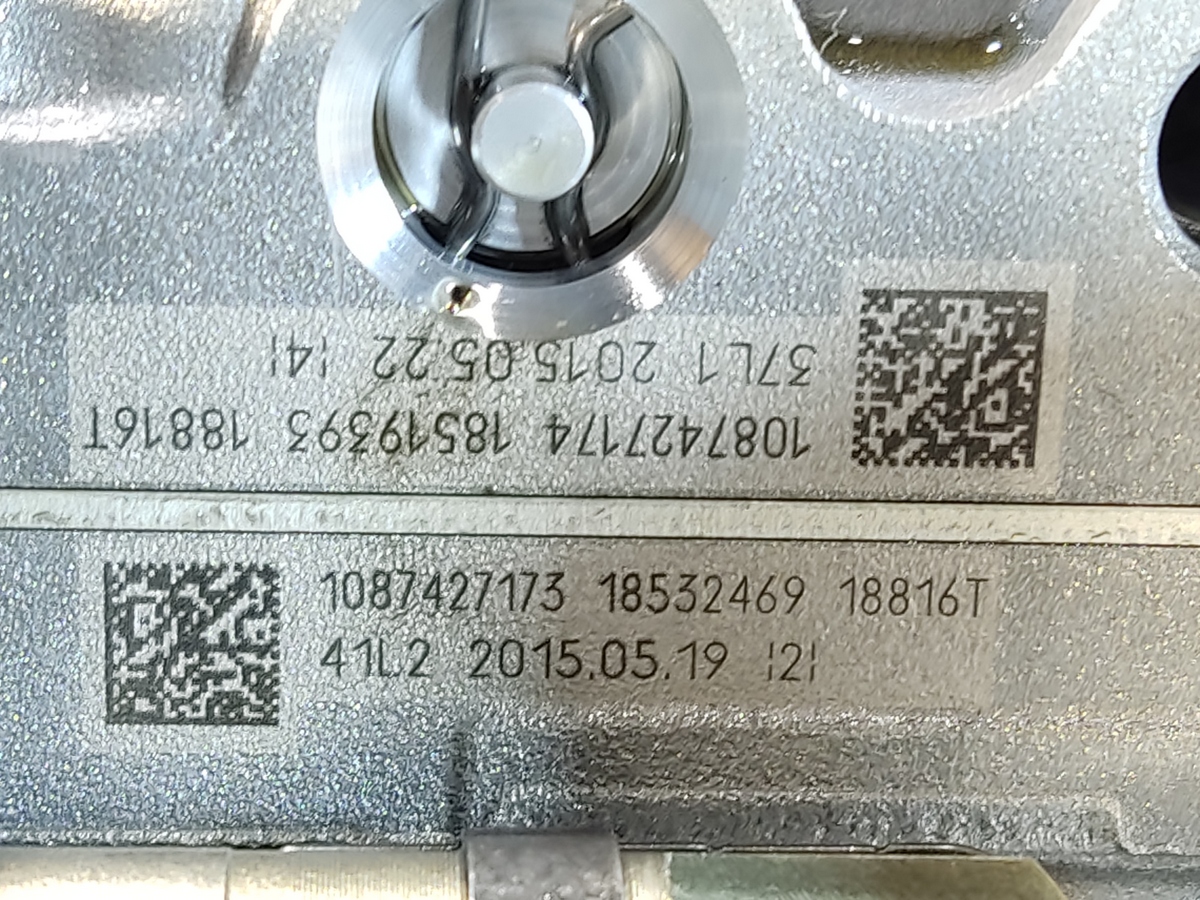 37L1 2015.05.22 |4|
1087427174 18519393 18816T
1087427173 18532469 18816T
41L2 2015.05.19 |2|